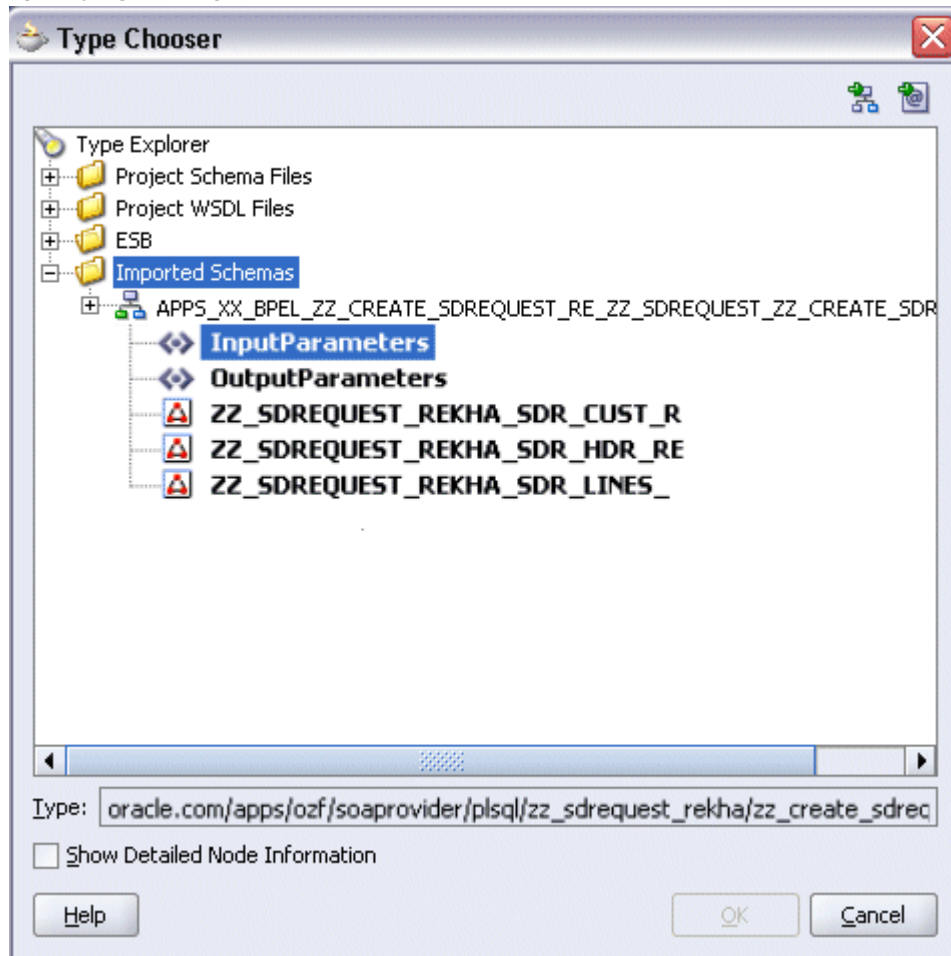 Type Chooser
Type Explorer
Project Schema Files
Project WSDL Files
ESB
Imported Schemas
APPS_XX_BPEL_ZZ_CREATE_SDREQUEST_RE_ZZ_SDREQUEST_ZZ_CREATE_SDR
InputParameters
OutputParameters
ZZ_SDREQUEST_REKHA_SDR_CUST_R
ZZ_SDREQUEST_REKHA_SDR_HDR_RE
ZZ_SDREQUEST_REKHA_SDR_LINES_
Type: oracle.com/apps/ozf/soaprovider/plsql/zz_sdrequest_rekha/zz_create_sdreq
Show Detailed Node Information
Help OK Cancel